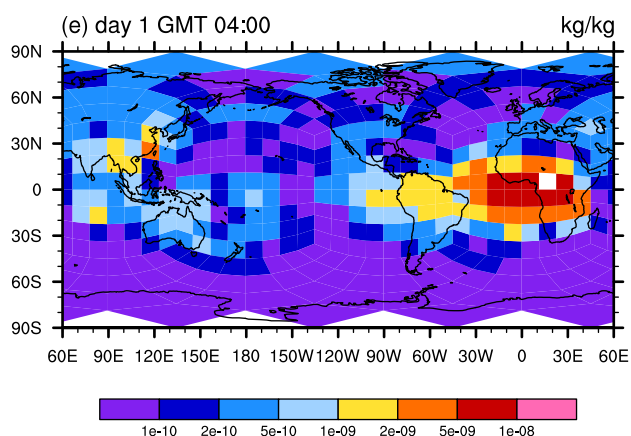 (e) day 1 GMT 04:00 kg/kg
90N
60N
30N
0
30S
60S
90S
60E 90E 120E 150E 180 150W 120W 90W 60W 30W 0 30E 60E
1e-10 2e-10 5e-10 1e-09 2e-09 5e-09 1e-08